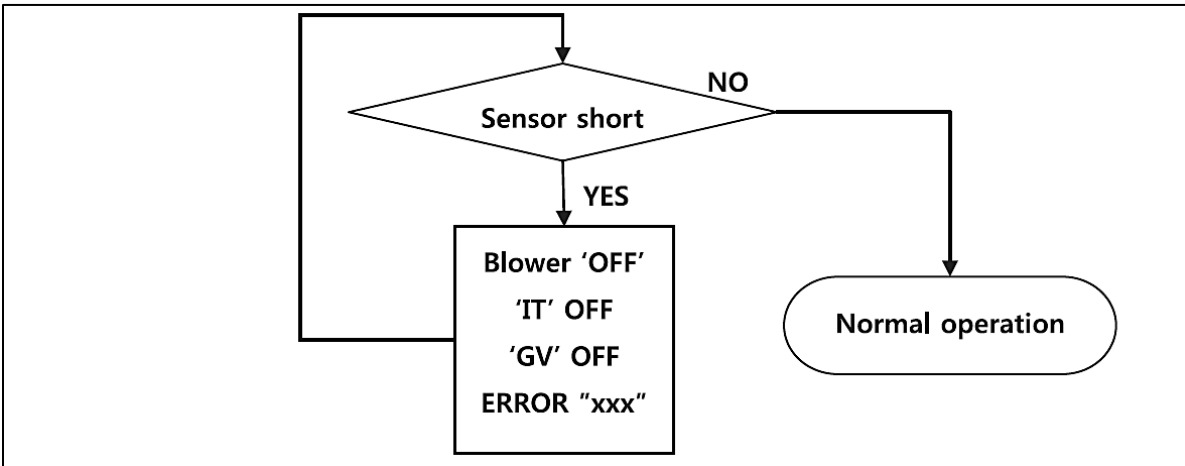 NO
Sensor short
YES
Blower ‘OFF’
‘IT’ OFF
‘GV’ OFF
ERROR ”xxx”
Normal operation